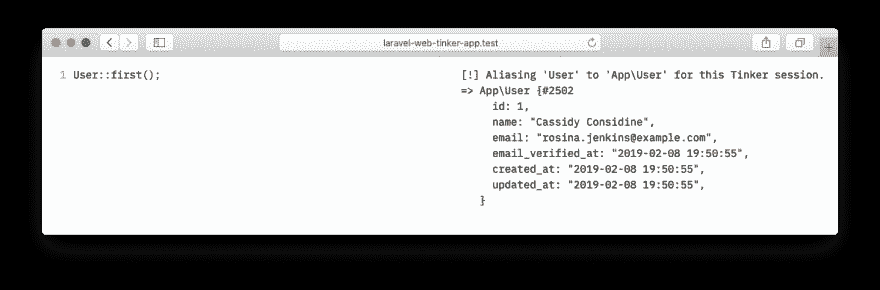 laravel-web-tinker-app.test
1 User::first();
[!] Aliasing 'User' to 'App\User' for this Tinker session.
=> App\User {#2502
id: 1,
name: "Cassidy Considine",
email: "rosina.jenkins@example.com",
email_verified_at: "2019-02-08 19:50:55",
created_at: "2019-02-08 19:50:55",
updated_at: "2019-02-08 19:50:55",
}